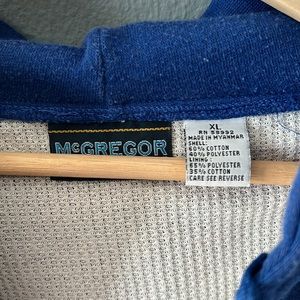 McGREGOR
XL
RN 58992
MADE IN MYANMAR
SHELL:
60% COTTON
40% POLYESTER
LINING:
65% POLYESTER
35% COTTON
CARE SEE REVERSE